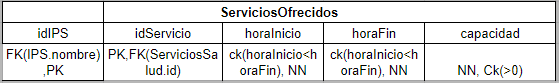 ServiciosOfrecidos
idIPS idServicio horaInicio horaFin capacidad
FK(IPS.nombre) PK,FK(ServiciosSa ck(horaInicio<h ck(horaInicio<h
,PK lud.id) oraFin), NN oraFin), NN NN, Ck(>0)